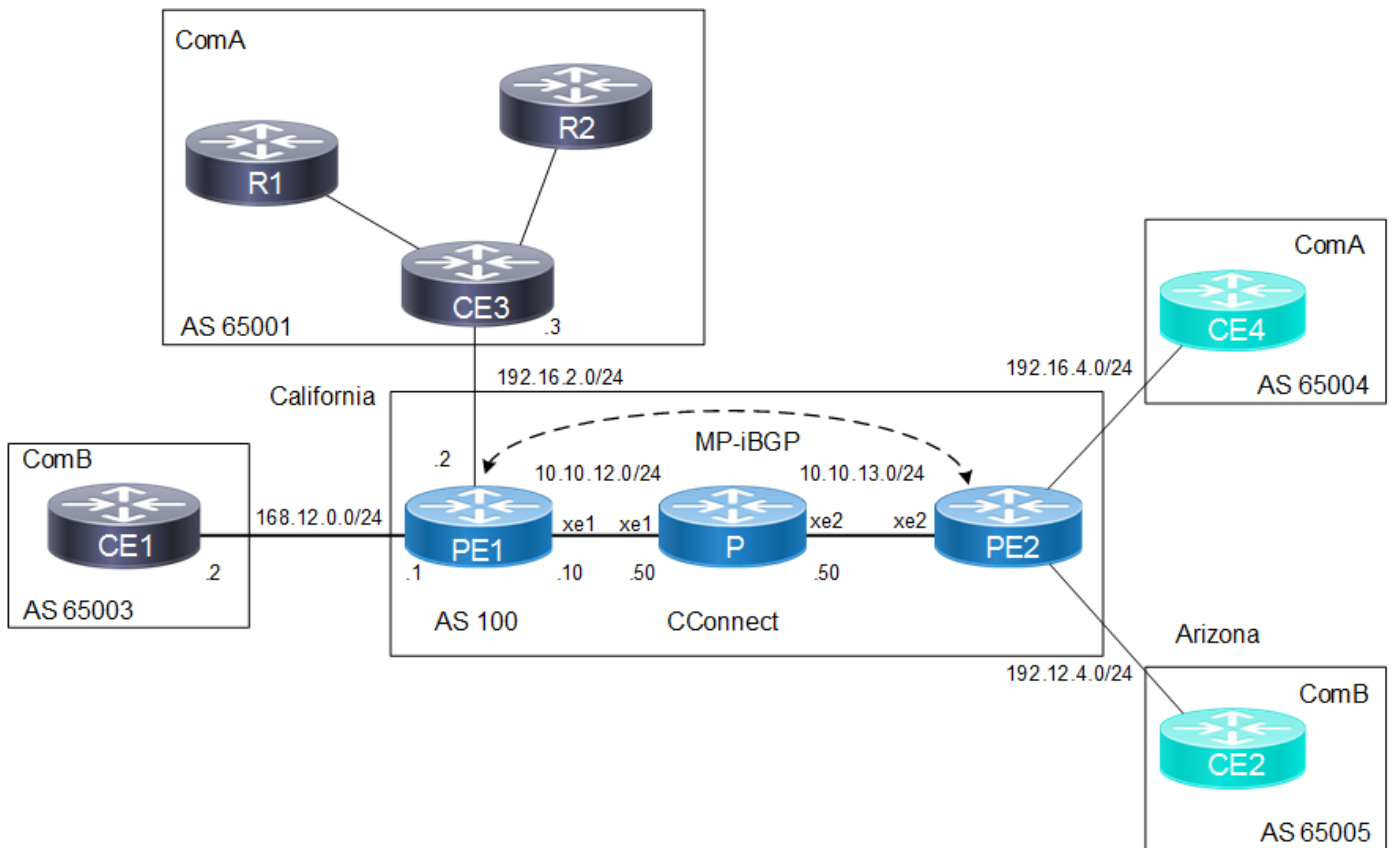 ComA
R2
R1
CE3
.3
AS 65001
192.16.2.0/24
California
ComA
CE4
192.16.4.0/24
AS 65004
MP-iBGP
ComB
.2
10.10.12.0/24
10.10.13.0/24
168.12.0.0/24
xe1
xe1
xe2
xe2
CE1
PE1
P
PE2
.2
.1
.10
.50
.50
AS 65003
AS 100
CConnect
Arizona
192.12.4.0/24
ComB
CE2
AS 65005